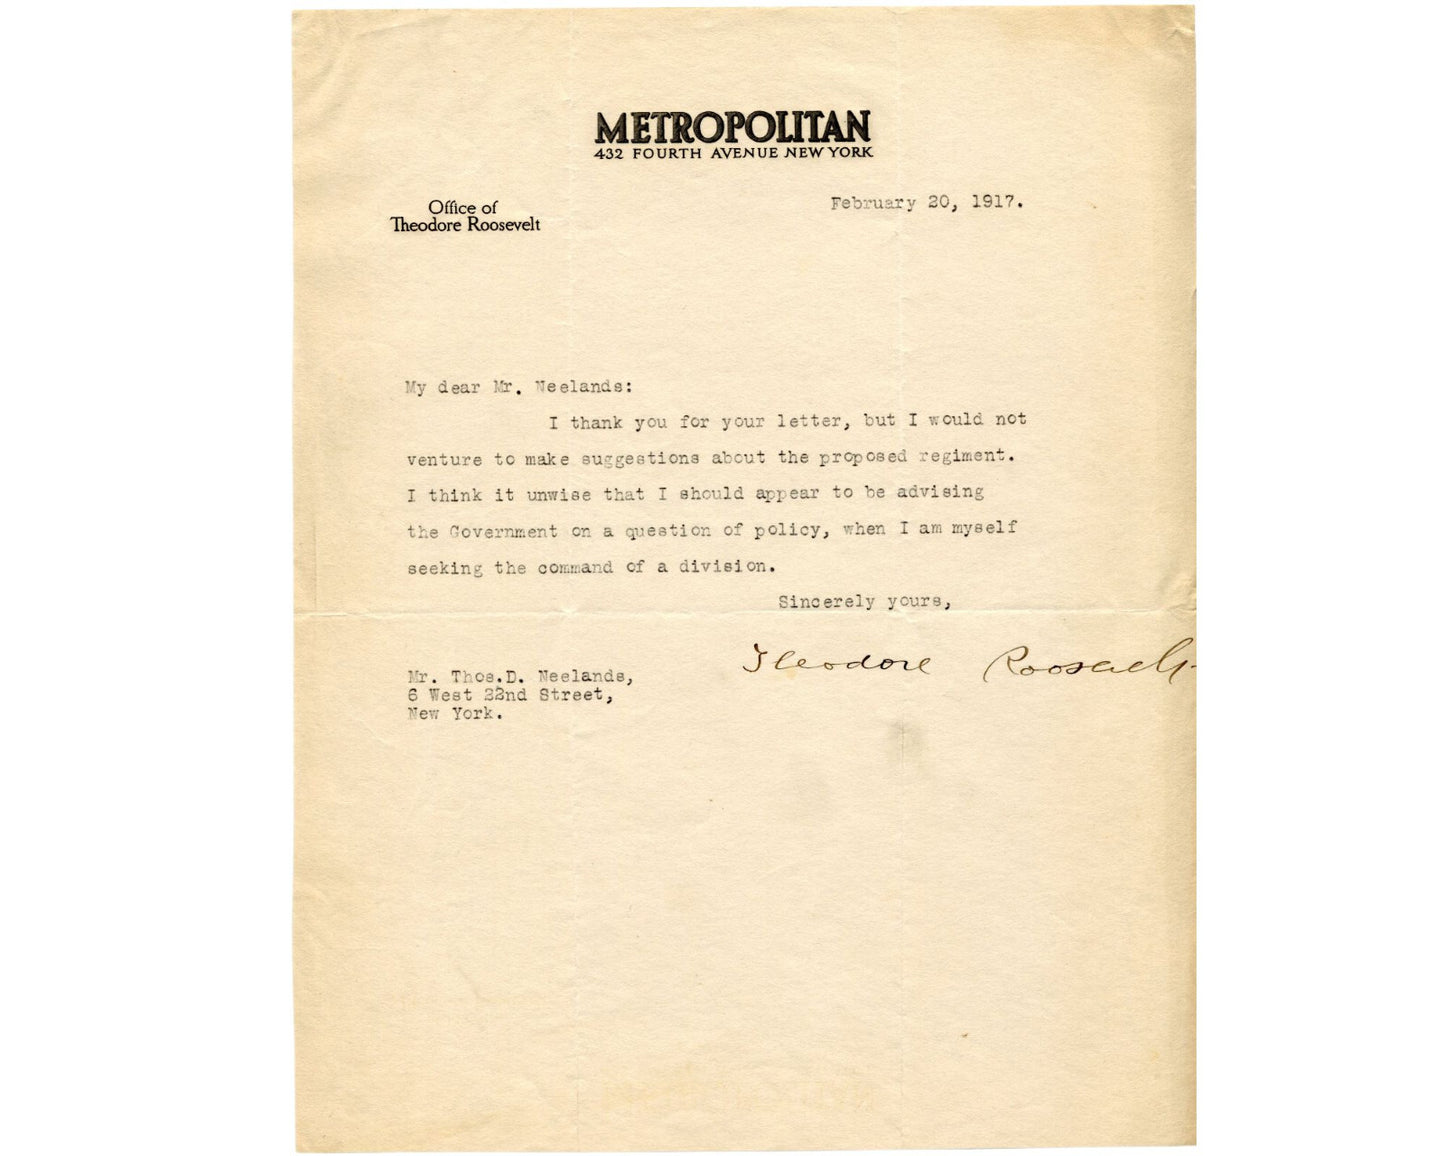 METROPOLITAN
432 FOURTH AVENUE NEW YORK
February 20, 1917.
Office of
Theodore Roosevelt
My dear Mr. Neelands:
I thank you for your letter, but I would not
venture to make suggestions about the proposed regiment.
I think it unwise that I should appear to be advising
the Government on a question of policy, when I am myself
seeking the command of a division.
Sincerely yours,
Theodore Roosevelt
Mr. Thos.D. Neelands,
6 West 22nd Street,
New York.